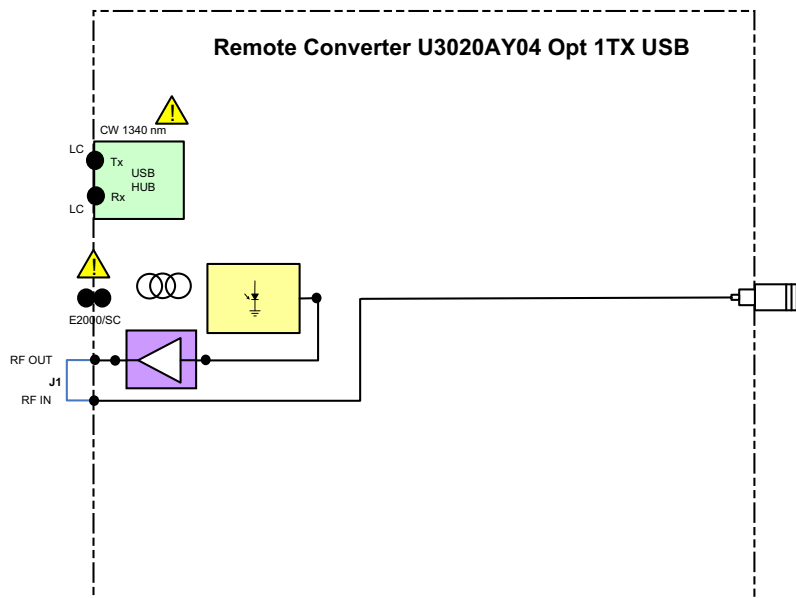 Remote Converter U3020AY04 Opt 1TX USB
CW 1340 nm
LC
Tx
USB
HUB
Rx
LC
E2000/SC
RF OUT
J1
RF IN